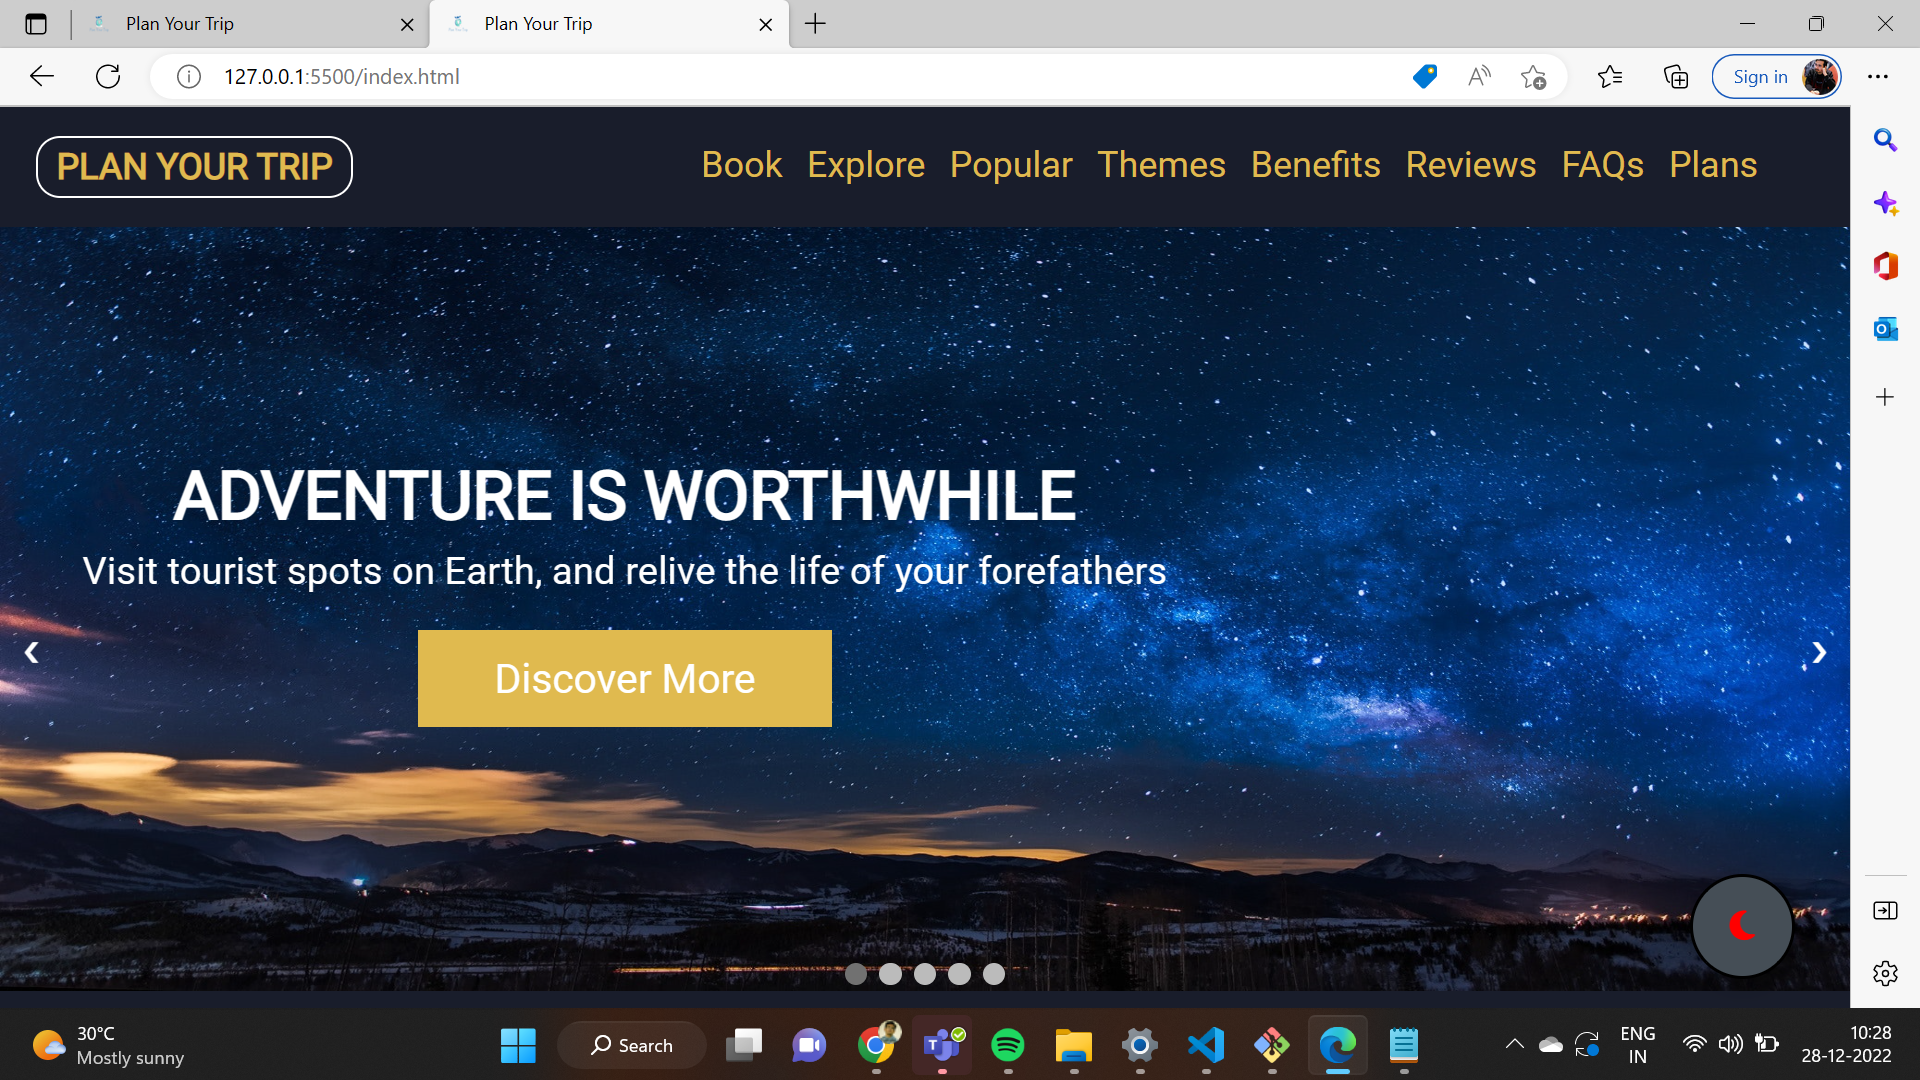 Plan Your Trip
Plan Your Trip
127.0.0.1:5500/index.html
Sign in
PLAN YOUR TRIP
Book Explore Popular Themes Benefits Reviews FAQs Plans
ADVENTURE IS WORTHWHILE
Visit tourist spots on Earth, and relive the life of your forefathers
Discover More
❮
❯
30°C
Mostly sunny
Search
ENG
IN
10:28
28-12-2022